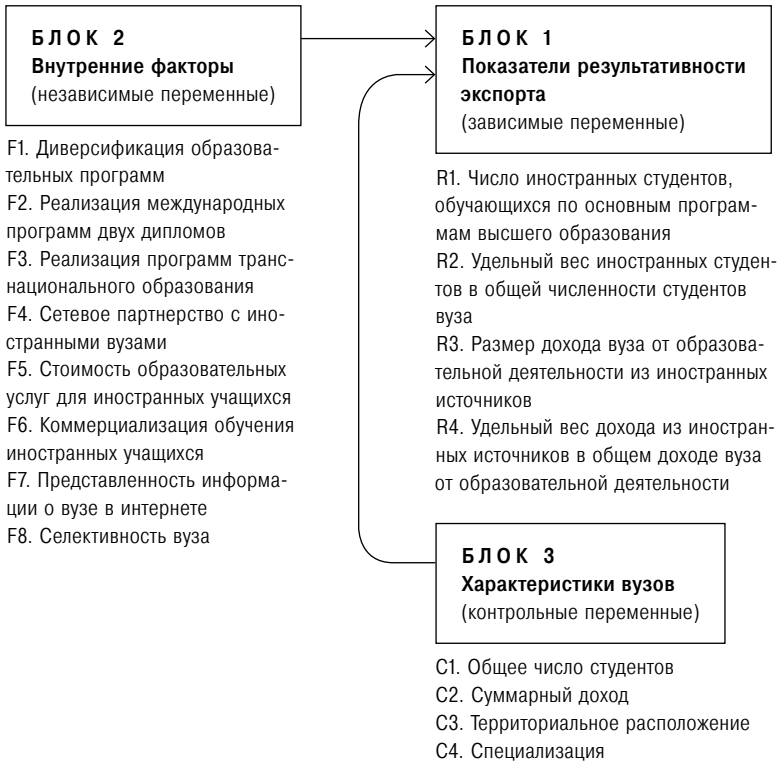 БЛОК 2
Внутренние факторы
(независимые переменные)
F1. Диверсификация образова-
тельных программ
F2. Реализация международных
программ двух дипломов
F3. Реализация программ транс-
национального образования
F4. Сетевое партнерство с ино-
странными вузами
F5. Стоимость образовательных
услуг для иностранных учащихся
F6. Коммерциализация обучения
иностранных учащихся
F7. Представленность информа-
ции о вузе в интернете
F8. Селективность вуза
БЛОК 1
Показатели результативности
экспорта
(зависимые переменные)
R1. Число иностранных студентов,
обучающихся по основным програм-
мам высшего образования
R2. Удельный вес иностранных студен-
тов в общей численности студентов
вуза
R3. Размер дохода вуза от образова-
тельной деятельности из иностранных
источников
R4. Удельный вес дохода из иностран-
ных источников в общем доходе вуза
от образовательной деятельности
БЛОК 3
Характеристики вузов
(контрольные переменные)
C1. Общее число студентов
C2. Суммарный доход
C3. Территориальное расположение
C4. Специализация